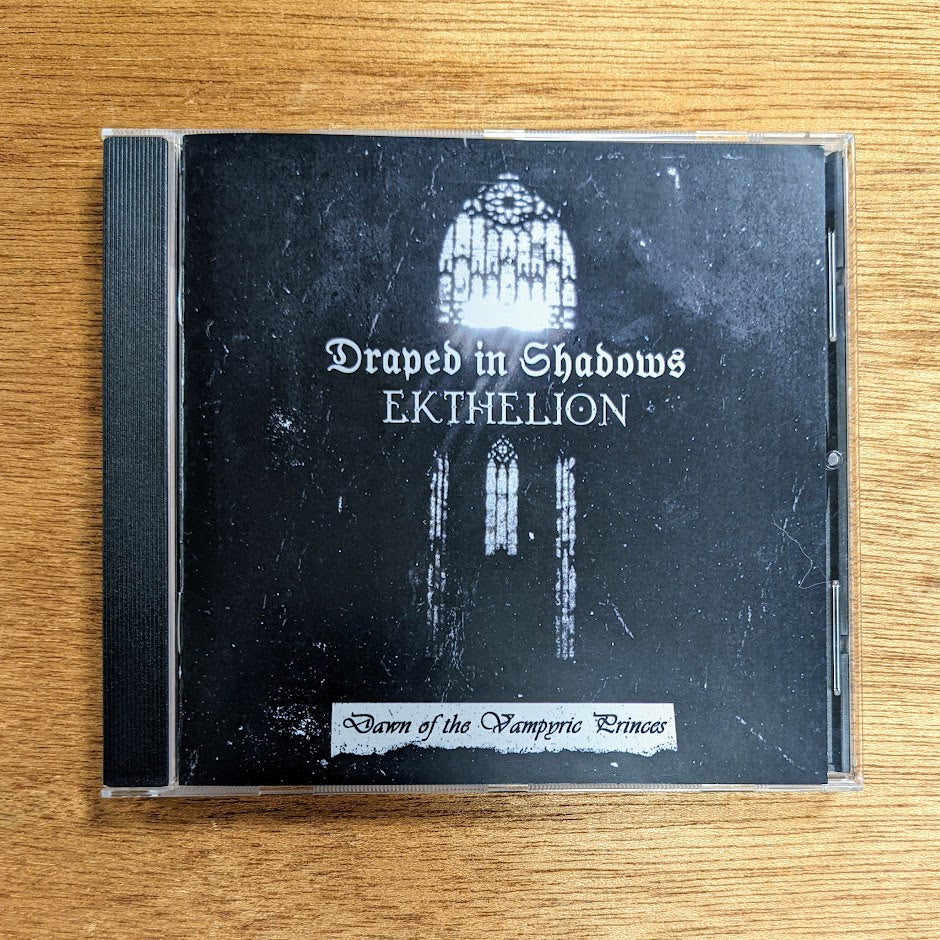 Draped in Shadows
EKTHELION
Dawn of the Vampyric Princes